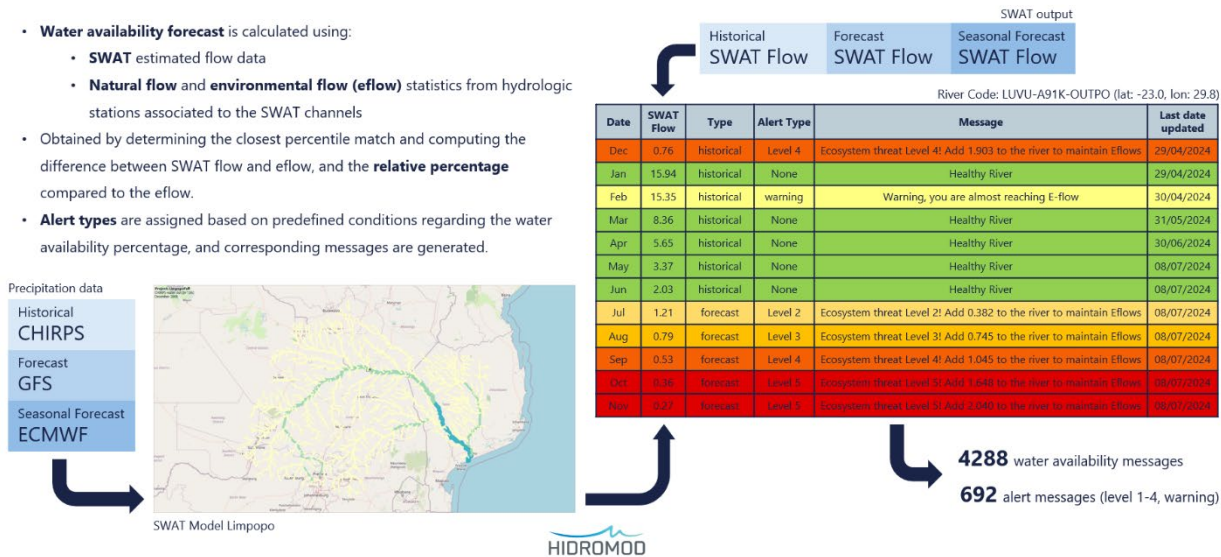 • Water availability forecast is calculated using:
• SWAT estimated flow data
• Natural flow and environmental flow (eflow) statistics from hydrologic
stations associated to the SWAT channels
• Obtained by determining the closest percentile match and computing the
difference between SWAT flow and eflow, and the relative percentage
compared to the eflow.
• Alert types are assigned based on predefined conditions regarding the water
availability percentage, and corresponding messages are generated.
Precipitation data
Historical
CHIRPS
Forecast
GFS
Seasonal Forecast
ECMWF
SWAT Model Limpopo
SWAT output
Historical
SWAT Flow
Forecast
SWAT Flow
Seasonal Forecast
SWAT Flow
River Code: LUVU-A91K-OUTPO (lat: -23.0, lon: 29.8)
Date SWAT Flow Type Alert Type Message Last date updated
Dec 0.76 historical Level 4 Ecosystem threat Level 4! Add 1.903 to the river to maintain Eflows 29/04/2024
Jan 15.94 historical None Healthy River 29/04/2024
Feb 15.35 historical warning Warning, you are almost reaching E-flow 30/04/2024
Mar 8.36 historical None Healthy River 31/05/2024
Apr 5.65 historical None Healthy River 30/06/2024
May 3.37 historical None Healthy River 08/07/2024
Jun 2.03 historical None Healthy River 08/07/2024
Jul 1.21 forecast Level 2 Ecosystem threat Level 2! Add 0.382 to the river to maintain Eflows 08/07/2024
Aug 0.79 forecast Level 3 Ecosystem threat Level 3! Add 0.745 to the river to maintain Eflows 08/07/2024
Sep 0.53 forecast Level 4 Ecosystem threat Level 4! Add 1.045 to the river to maintain Eflows 08/07/2024
Oct 0.36 forecast Level 5 Ecosystem threat Level 5! Add 1.648 to the river to maintain Eflows 08/07/2024
Nov 0.27 forecast Level 5 Ecosystem threat Level 5! Add 2.040 to the river to maintain Eflows 08/07/2024
4288 water availability messages
692 alert messages (level 1-4, warning)
HIDROMOD